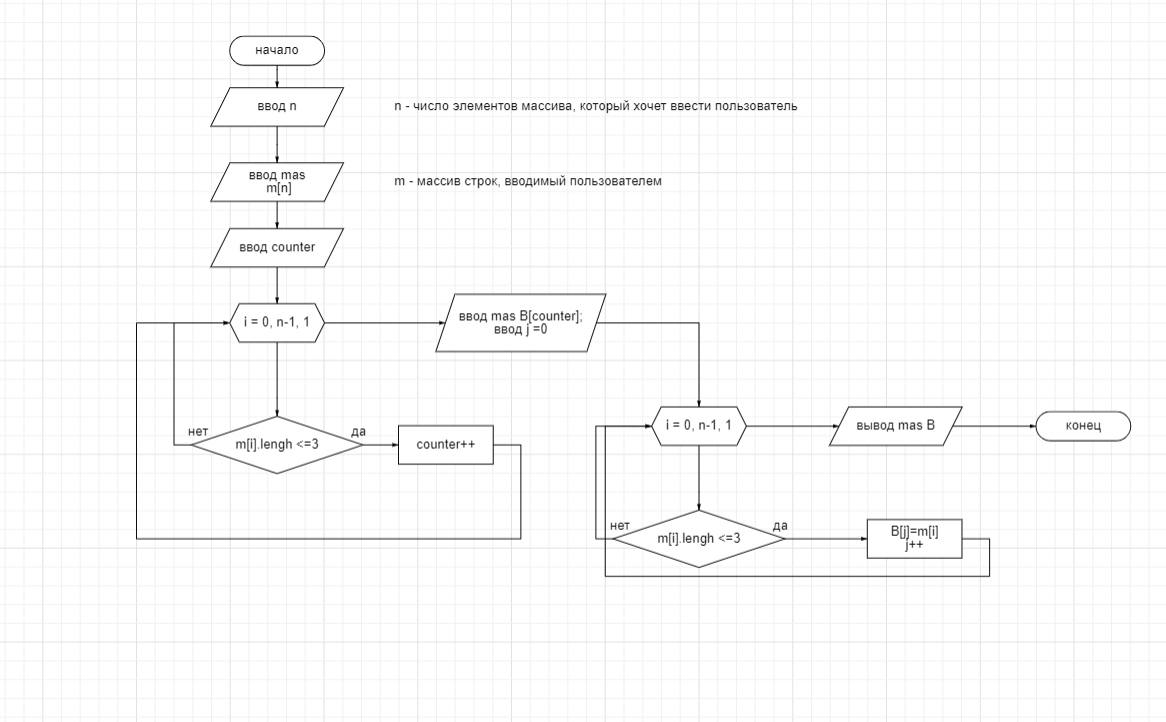 начало
ввод n
n - число элементов массива, который хочет ввести пользователь
ввод mas
m[n]
m - массив строк, вводимый пользователем
ввод counter
i = 0, n-1, 1
ввод mas B[counter];
ввод j =0
нет
m[i].lengh <=3
да
counter++
i = 0, n-1, 1
вывод mas B
конец
нет
m[i].lengh <=3
да
B[j]=m[i]
j++